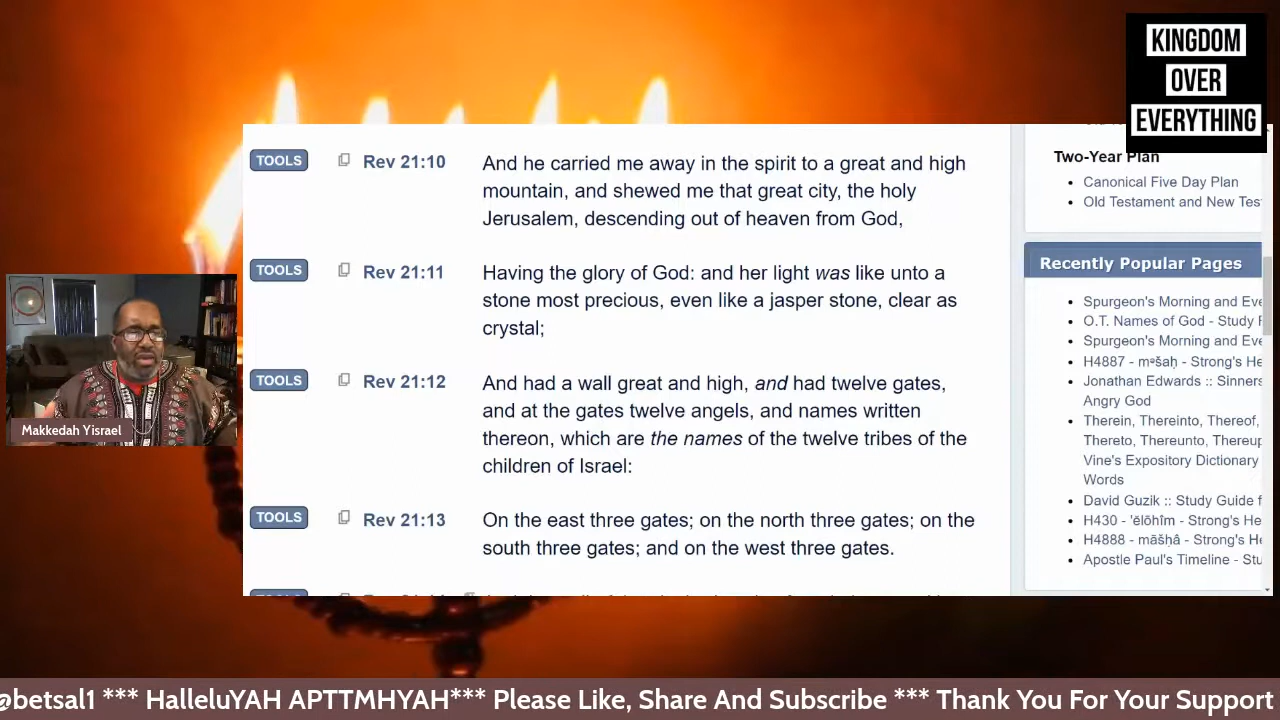 KINGDOM
OVER
EVERYTHING
TOOLS
Rev 21:10
And he carried me away in the spirit to a great and high
mountain, and shewed me that great city, the holy
Jerusalem, descending out of heaven from God,
TOOLS
Rev 21:11
Having the glory of God: and her light was like unto a
stone most precious, even like a jasper stone, clear as
crystal;
TOOLS
Rev 21:12
And had a wall great and high, and had twelve gates,
and at the gates twelve angels, and names written
thereon, which are the names of the twelve tribes of the
children of Israel:
TOOLS
Rev 21:13
On the east three gates; on the north three gates; on the
south three gates; and on the west three gates.
Two-Year Plan
Canonical Five Day Plan
Old Testament and New Tes
Recently Popular Pages
Spurgeon's Morning and Eve
O.T. Names of God - Study
Spurgeon's Morning and Eve
H4887 - mᵊšaḥ - Strong's He
Jonathan Edwards :: Sinners
Angry God
Therein, Thereinto, Thereof,
Thereto, Thereunto, Thereup
Vine's Expository Dictionary
Words
David Guzik :: Study Guide f
H430 - 'ĕlōhîm - Strong's He
H4888 - māšḥâ - Strong's He
Apostle Paul's Timeline - Stu
Makkedah Yisrael
@betsal1 *** HalleluYAH APTTMHYAH*** Please Like, Share And Subscribe *** Thank You For Your Support